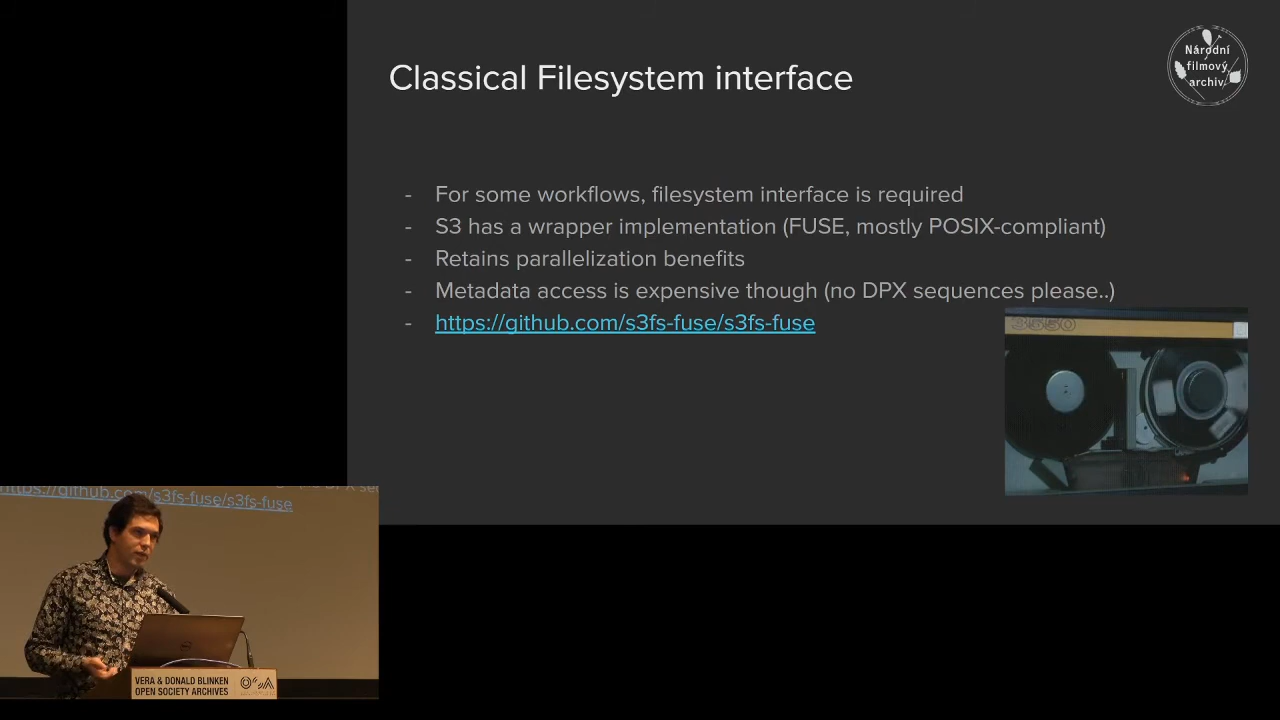 Classical Filesystem interface
Národní
filmový
archiv
- For some workflows, filesystem interface is required
- S3 has a wrapper implementation (FUSE, mostly POSIX-compliant)
- Retains parallelization benefits
- Metadata access is expensive though (no DPX sequences please..)
- https://github.com/s3fs-fuse/s3fs-fuse
3650
https://github.com/s3fs-fuse/s3fs-fuse
VERA & DONALD BLINKEN
OPEN SOCIETY ARCHIVES